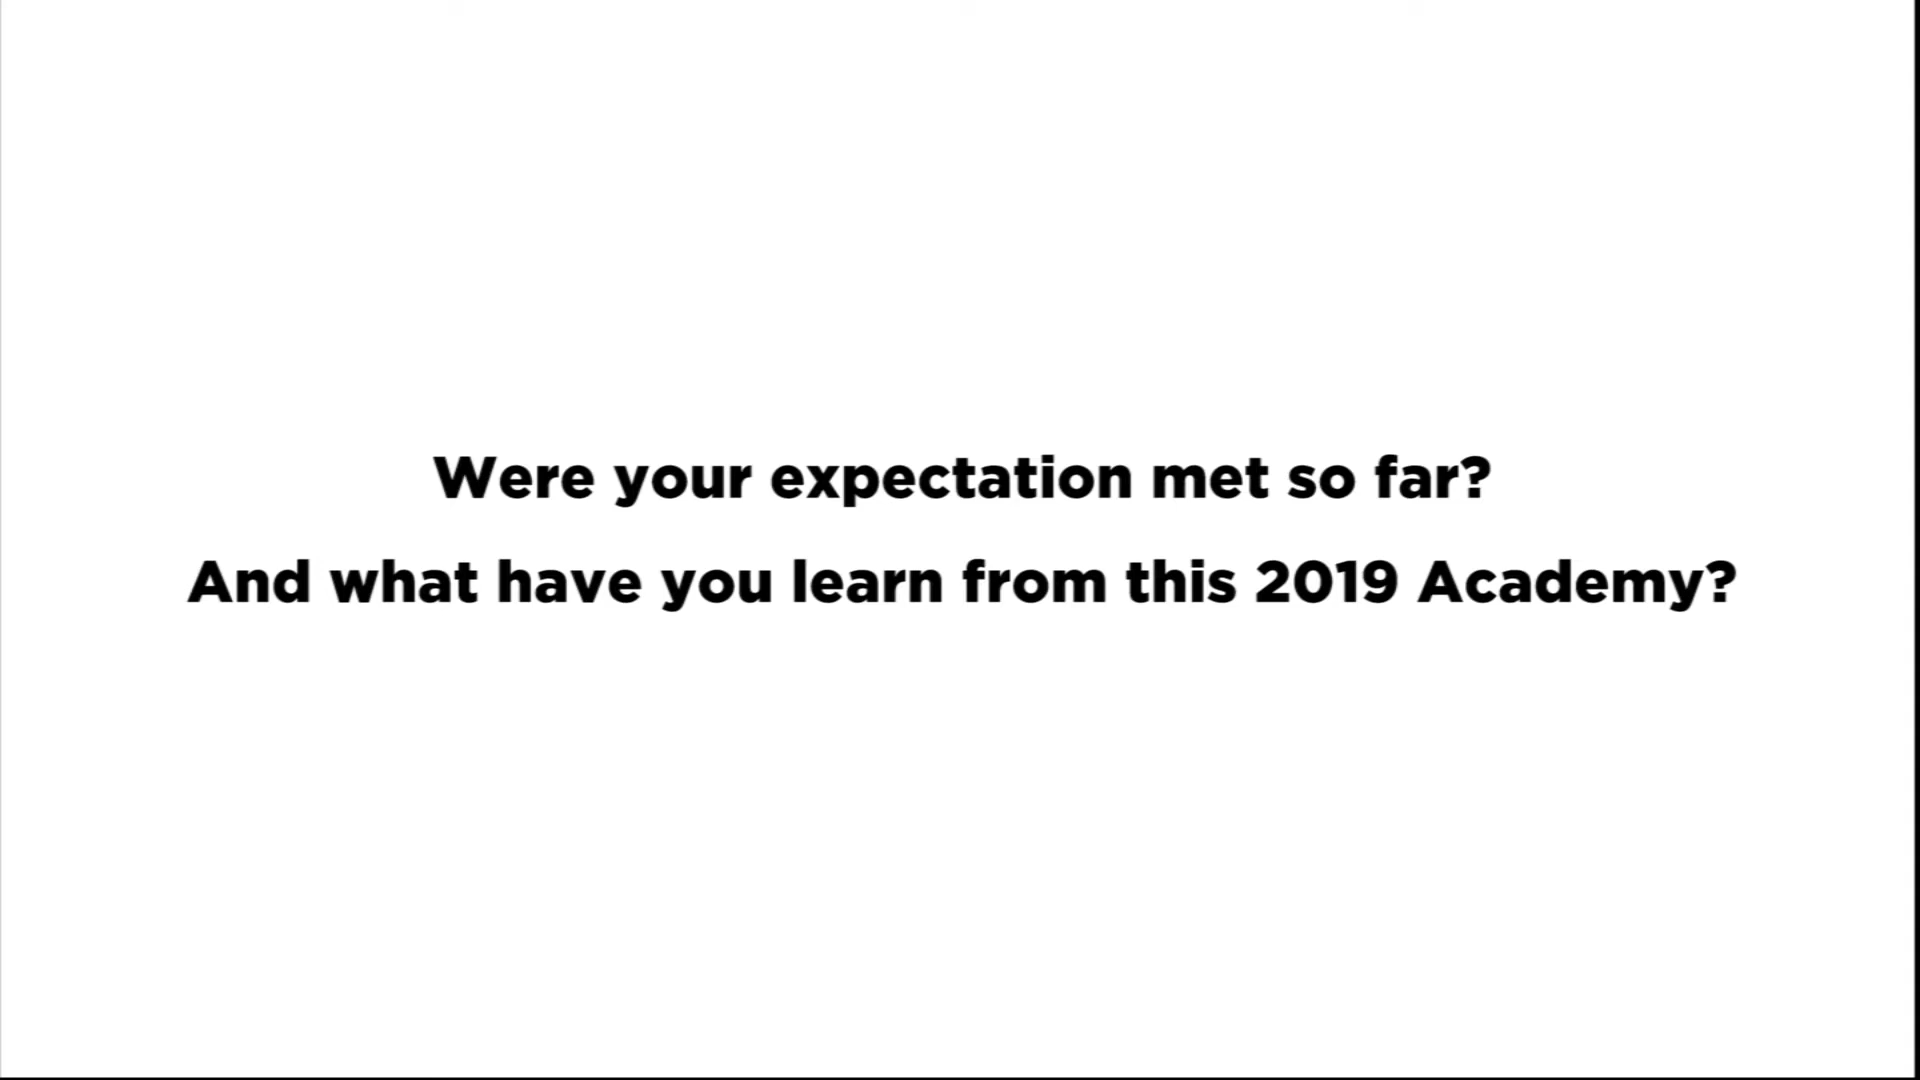 Were your expectation met so far?
And what have you learn from this 2019 Academy?